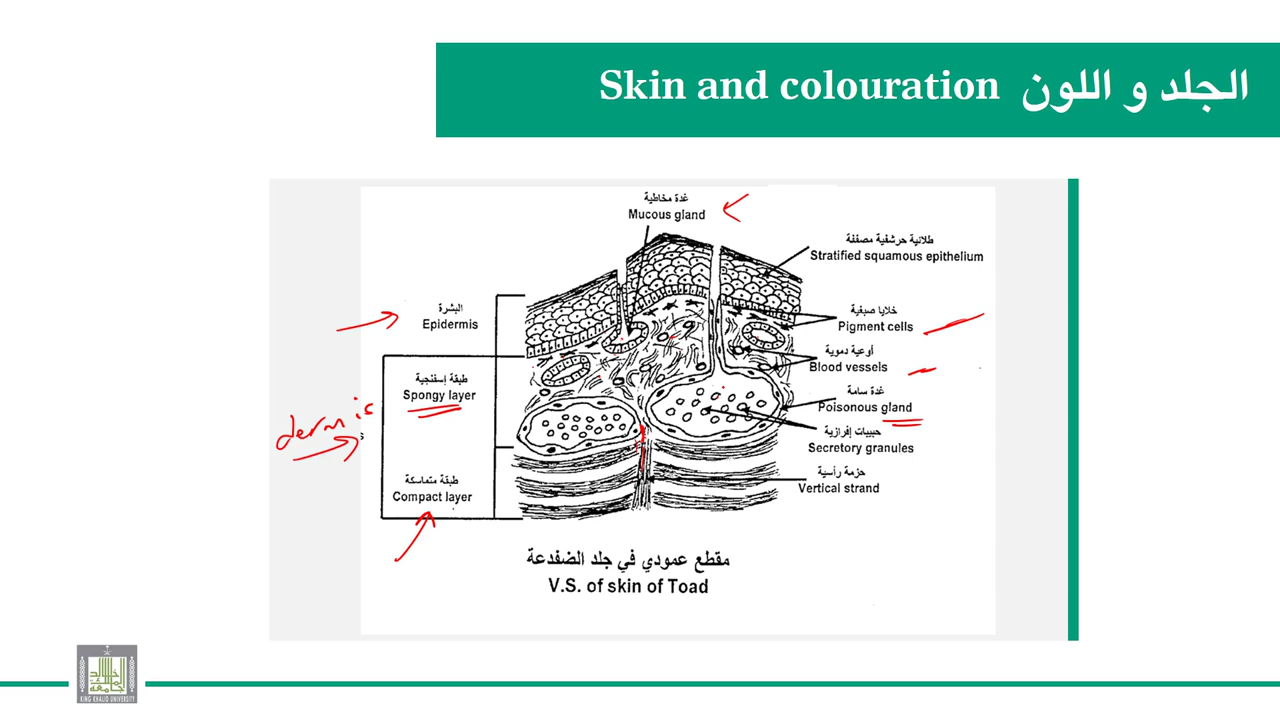 Skin and colouration الجلد و اللون
غدة مخاطية
Mucous gland
طلائية حرشفية مصففة
Stratified squamous epithelium
البشرة
Epidermis
خلايا صبغية
Pigment cells
أوعية دموية
Blood vessels
طبقة إسفنجية
Spongy layer
غدة سامة
Poisonous gland
dermis
s
حبيبات إفرازية
Secretory granules
طبقة متماسكة
Compact layer
حزمة رأسية
Vertical strand
مقطع عمودي في جلد الضفدعة
V.S. of skin of Toad
KING KHALID UNIVERSITY